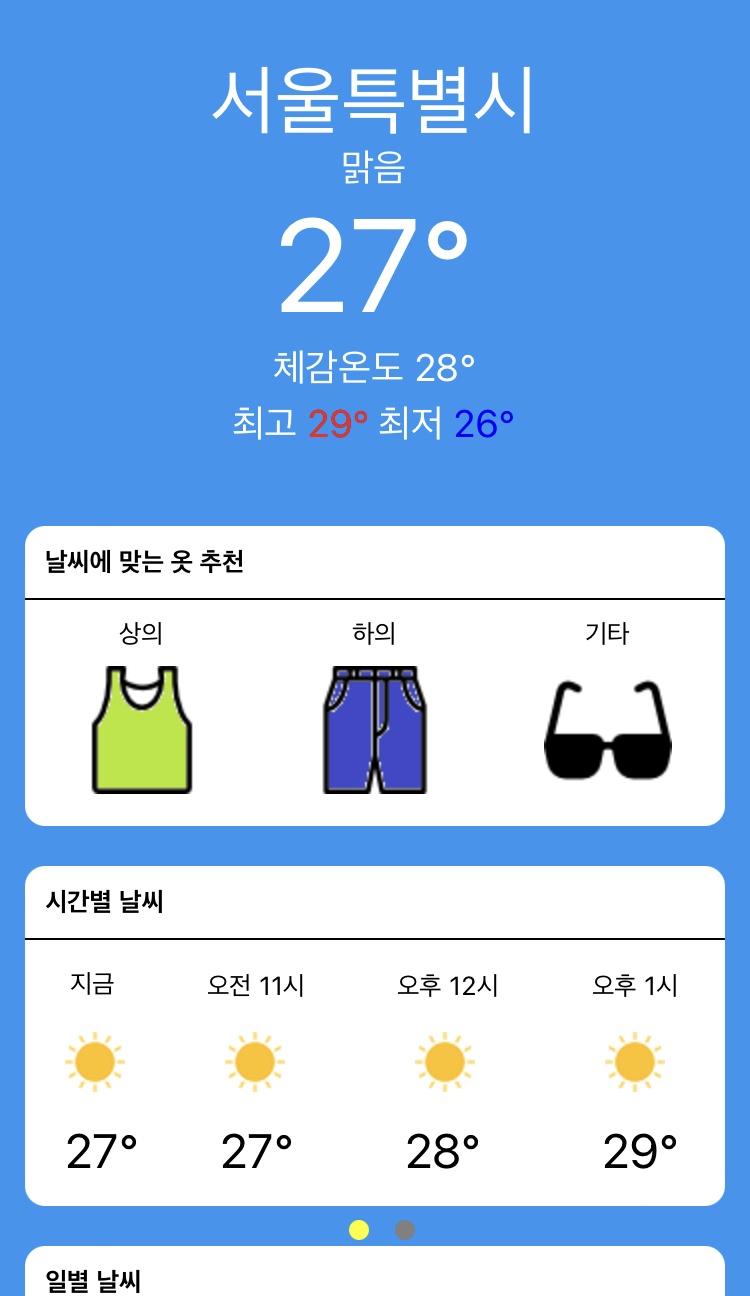 서울특별시
맑음
27°
체감온도 28°
최고 29° 최저 26°
날씨에 맞는 옷 추천
상의 하의 기타
시간별 날씨
지금 오전 11시 오후 12시 오후 1시
27° 27° 28° 29°
일별 날씨